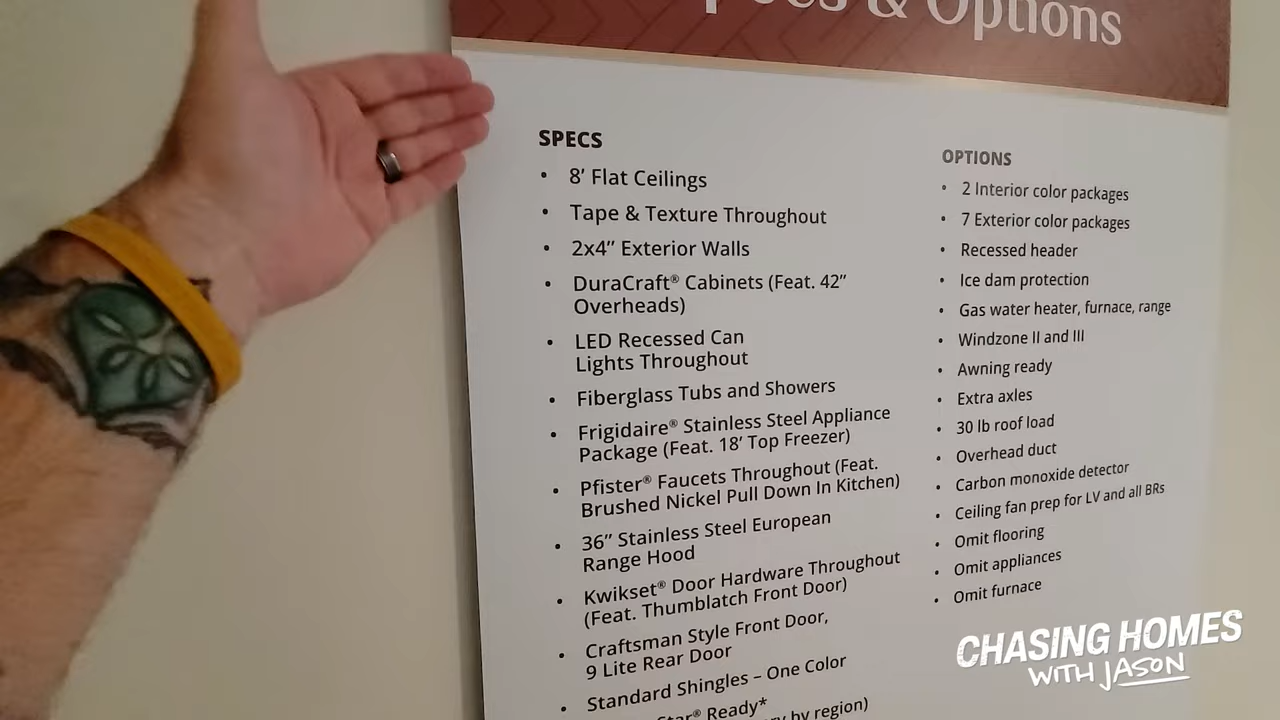 & Options
SPECS
• 8’ Flat Ceilings
• Tape & Texture Throughout
• 2x4” Exterior Walls
• DuraCraft® Cabinets (Feat. 42”
Overheads)
• LED Recessed Can
Lights Throughout
• Fiberglass Tubs and Showers
• Frigidaire® Stainless Steel Appliance
Package (Feat. 18’ Top Freezer)
• Pfister® Faucets Throughout (Feat.
Brushed Nickel Pull Down In Kitchen)
• 36” Stainless Steel European
Range Hood
• Kwikset® Door Hardware Throughout
(Feat. Thumblatch Front Door)
• Craftsman Style Front Door,
9 Lite Rear Door
• Standard Shingles – One Color
Ready*
by region)
OPTIONS
• 2 Interior color packages
• 7 Exterior color packages
• Recessed header
• Ice dam protection
• Gas water heater, furnace, range
• Windzone II and III
• Awning ready
• Extra axles
• 30 lb roof load
• Overhead duct
• Carbon monoxide detector
• Ceiling fan prep for LV and all BRs
• Omit flooring
• Omit appliances
• Omit furnace
CHASING HOMES
WITH JASON